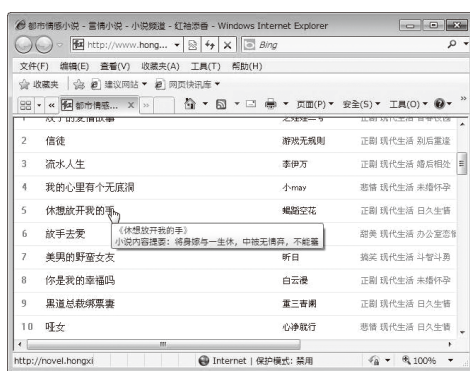 都市情感小说 - 言情小说 - 小说频道 - 红袖添香 - Windows Internet Explorer
http://www.hong... Bing
文件(F) 编辑(E) 查看(V) 收藏夹(A) 工具(T) 帮助(H)
收藏夹 建议网站 网页快讯库
都市情感... 页面(P) 安全(S) 工具(O)
2 信徒 游戏无规则 正剧 现代生活 别后重逢
3 流水人生 李伊万 正剧 现代生活 婚后相处
4 我的心里有个无底洞 小may 悲情 现代生活 未婚怀孕
5 休想放开我的手 蝎蹈空花 正剧 现代生活 日久生情
6 放手去爱 甜美 现代生活 办公室恋情
《休想放开我的手》
小说内容提要：将身嫁与一生休，中被无情弃，不能羞
7 美男的野蛮女友 昕日 搞笑 现代生活 斗智斗勇
8 你是我的幸福吗 白云漫 正剧 现代生活 未婚怀孕
9 黑道总裁绑票妻 董三青阑 正剧 现代生活 日久生情
10 哑女 心净就行 悲情 现代生活 日久生情
http://novel.hongxi Internet | 保护模式: 禁用 100%